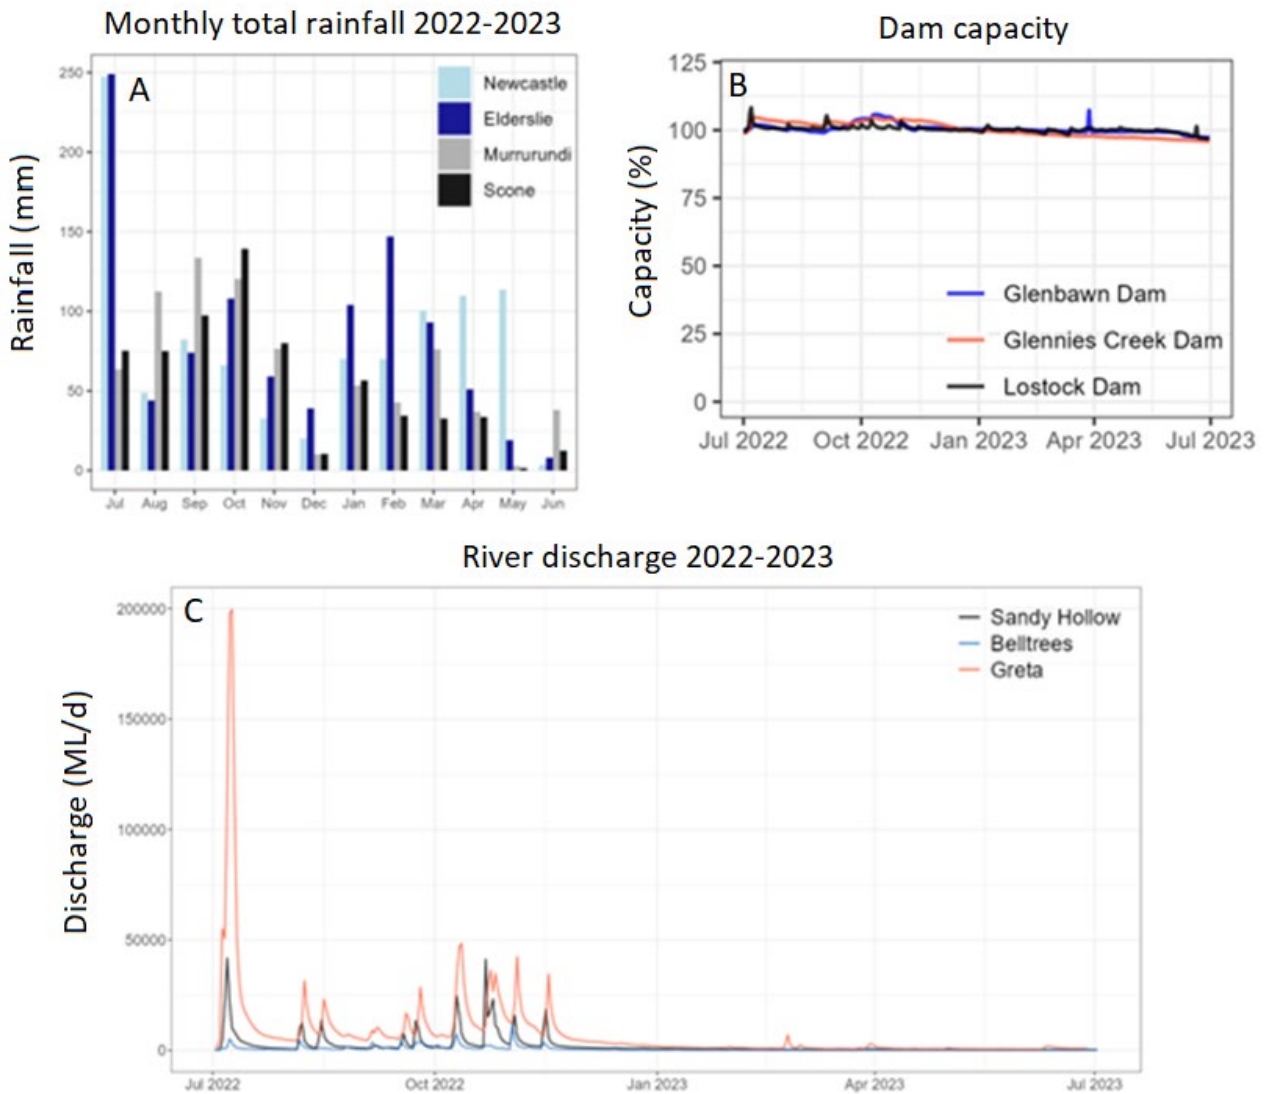 Monthly total rainfall 2022-2023
A
Newcastle
Elderslie
Murrurundi
Scone
Rainfall (mm)
250
200
150
100
50
0
Jul Aug Sep Oct Nov Dec Jan Feb Mar Apr May Jun
Dam capacity
B
Capacity (%)
125
100
75
50
25
0
Glenbawn Dam
Glennies Creek Dam
Lostock Dam
Jul 2022 Oct 2022 Jan 2023 Apr 2023 Jul 2023
River discharge 2022-2023
C
Sandy Hollow
Belltrees
Greta
Discharge (ML/d)
200000
150000
100000
50000
0
Jul 2022 Oct 2022 Jan 2023 Apr 2023 Jul 2023